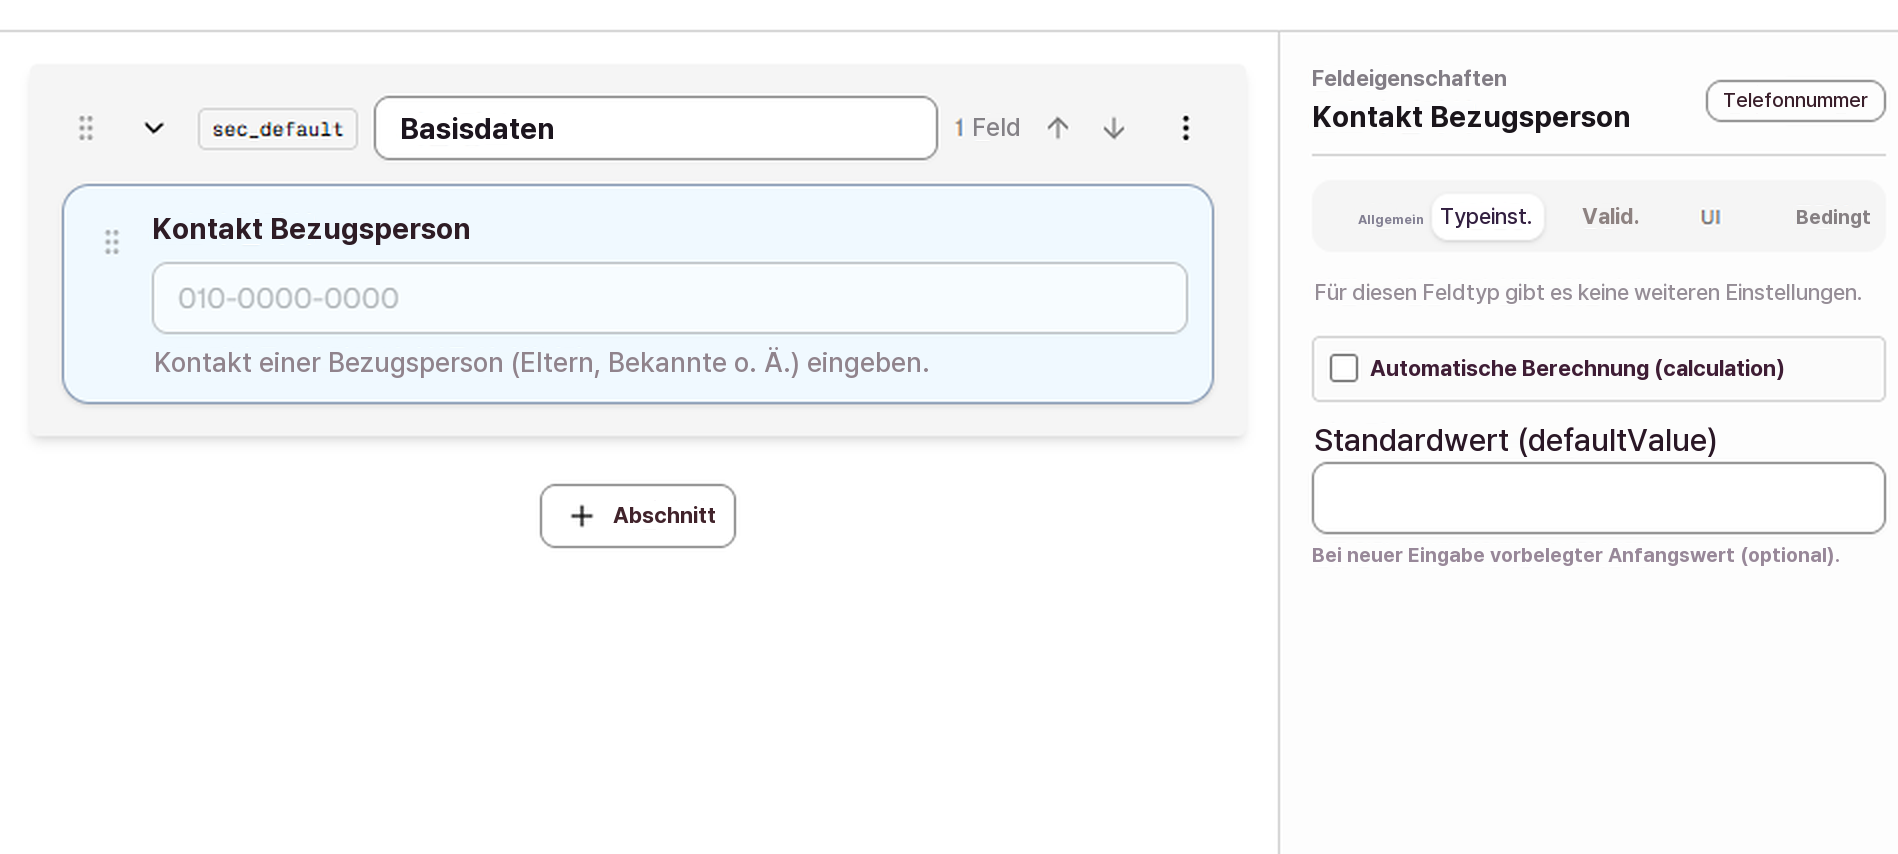 sec_default
Basisdaten
1 Feld
Kontakt Bezugsperson
010-0000-0000
Kontakt einer Bezugsperson (Eltern, Bekannte o. Ä.) eingeben.
Abschnitt
Feldeigenschaften
Kontakt Bezugsperson
Telefonnummer
Allgemein Typeinst. Valid. UI Bedingt
Für diesen Feldtyp gibt es keine weiteren Einstellungen.
Automatische Berechnung (calculation)
Standardwert (defaultValue)
Bei neuer Eingabe vorbelegter Anfangswert (optional).